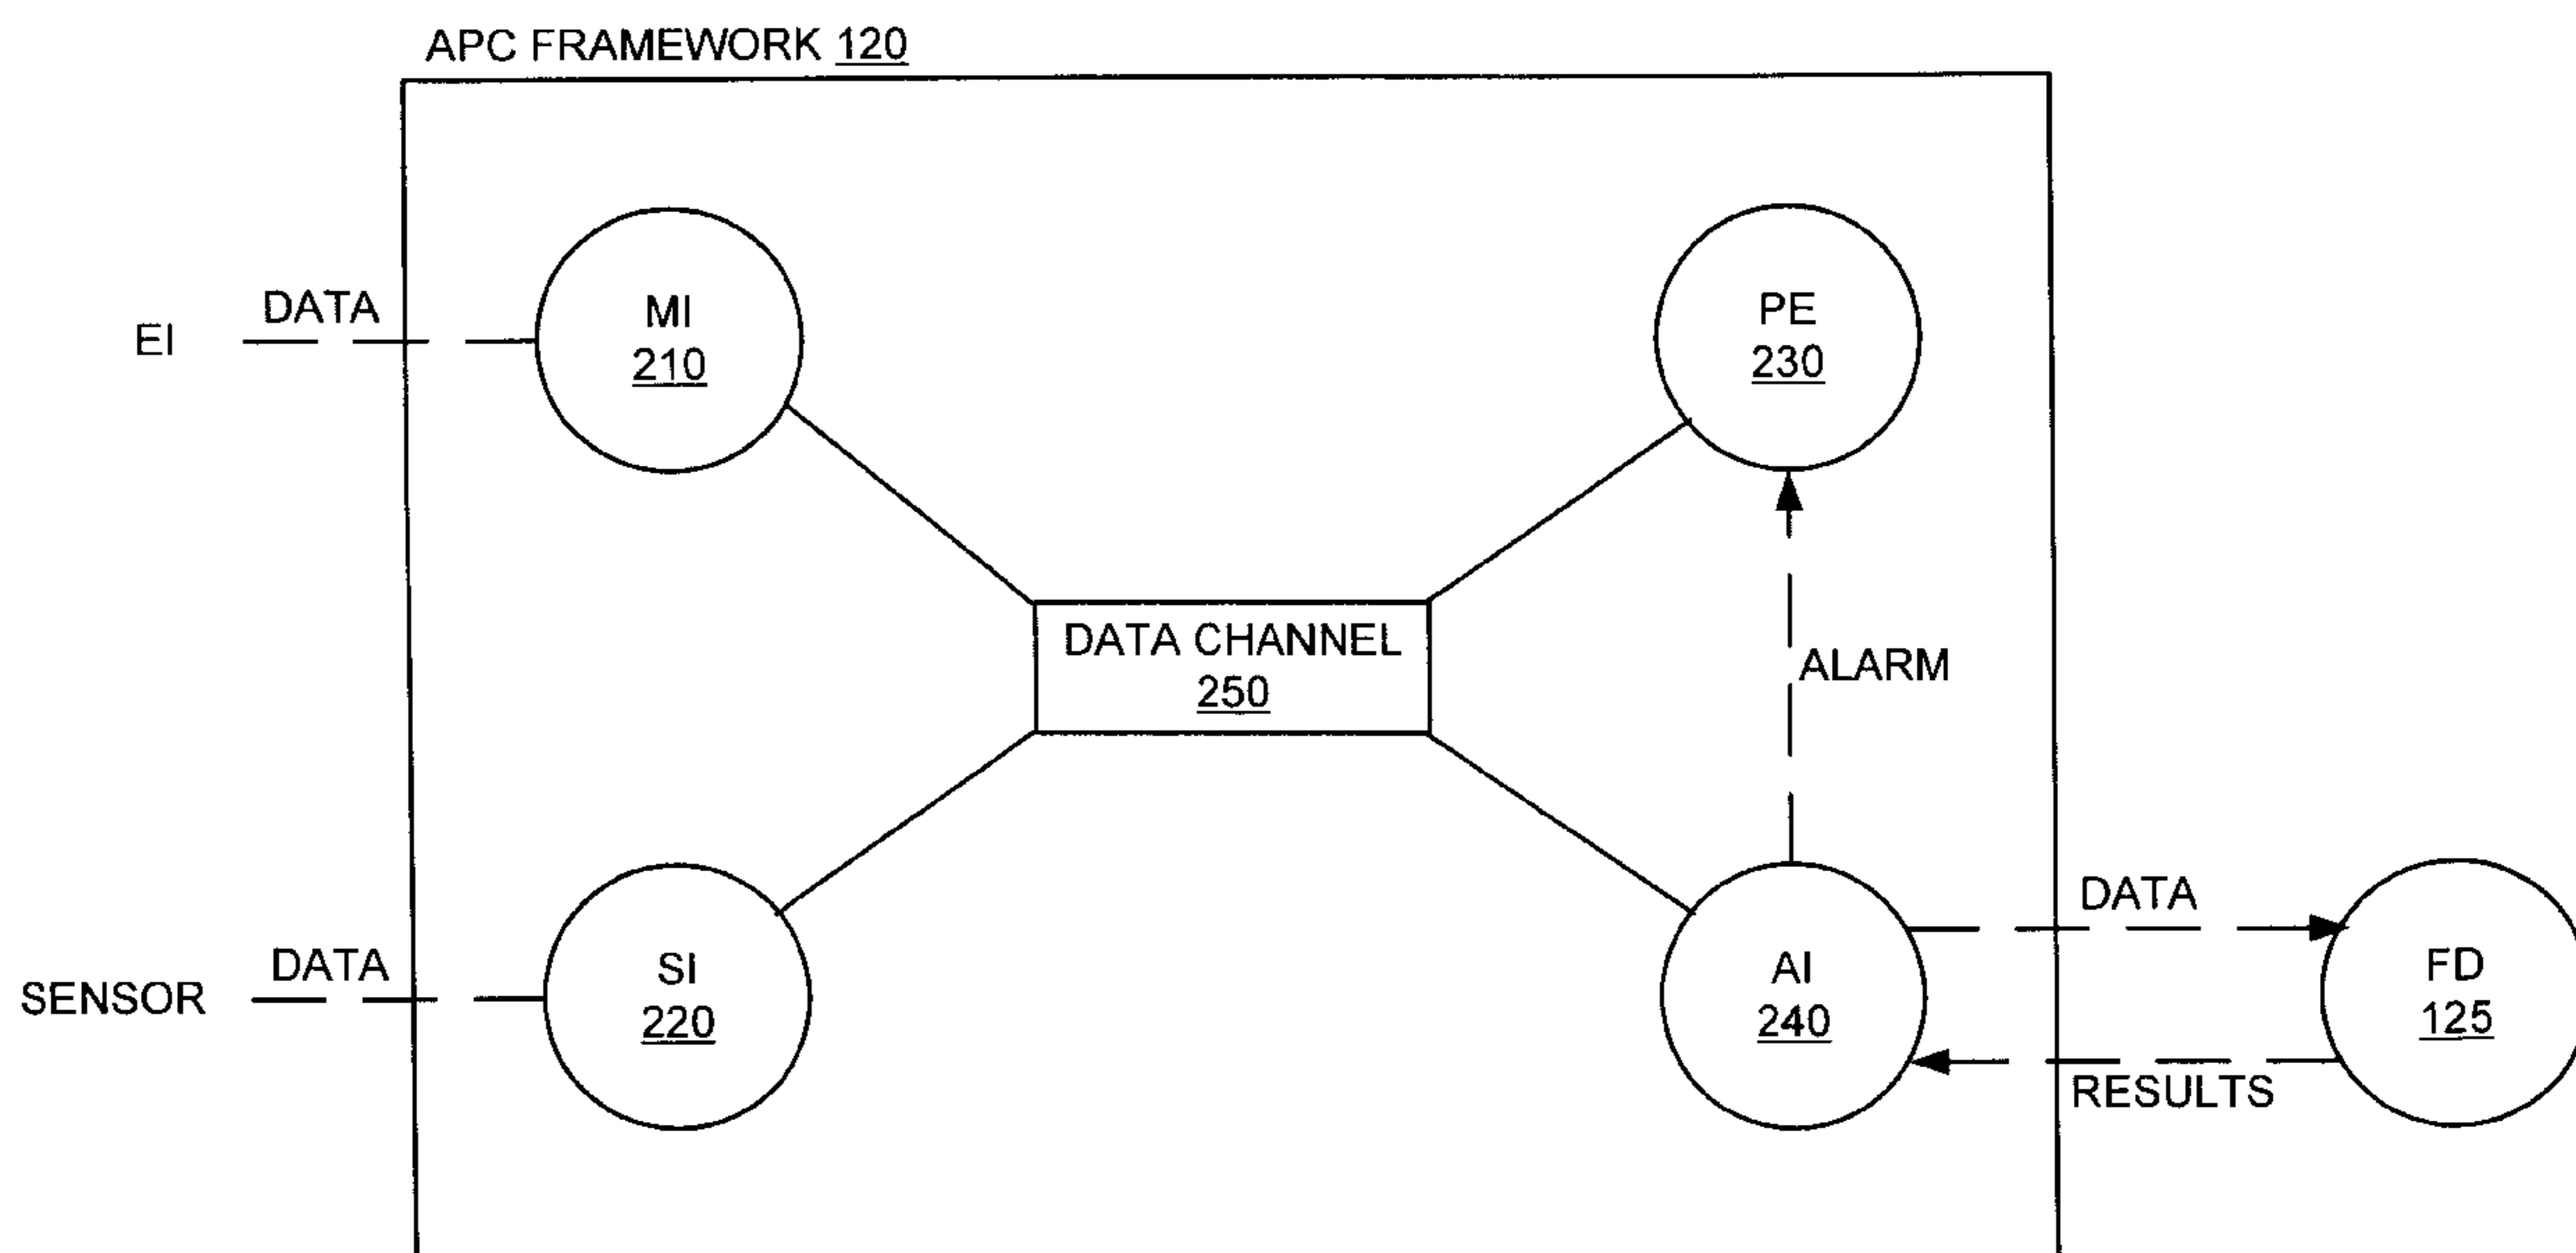 APC FRAMEWORK 120
EI
DATA
MI
210
PE
230
DATA CHANNEL
250
ALARM
SENSOR
DATA
SI
220
AI
240
DATA
RESULTS
FD
125